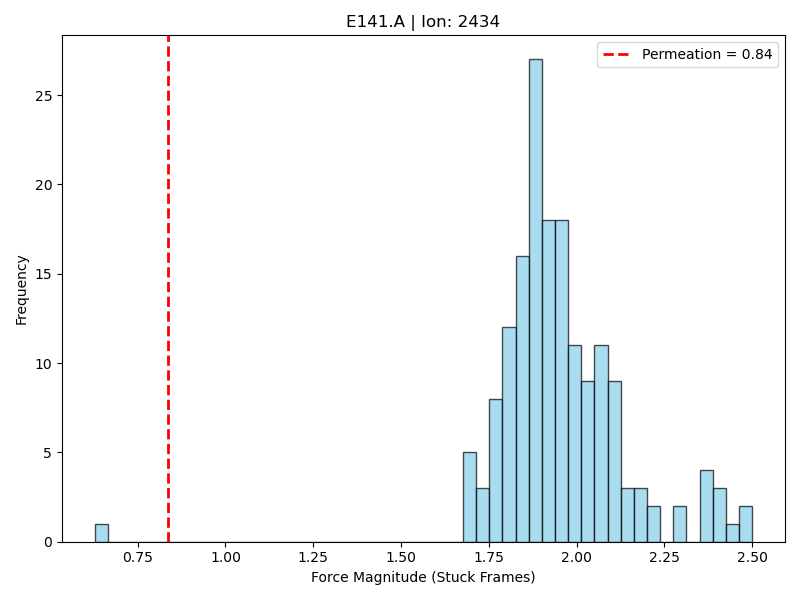 E141.A | Ion: 2434
Permeation = 0.84
Frequency
25
20
15
10
5
0
0.75 1.00 1.25 1.50 1.75 2.00 2.25 2.50
Force Magnitude (Stuck Frames)